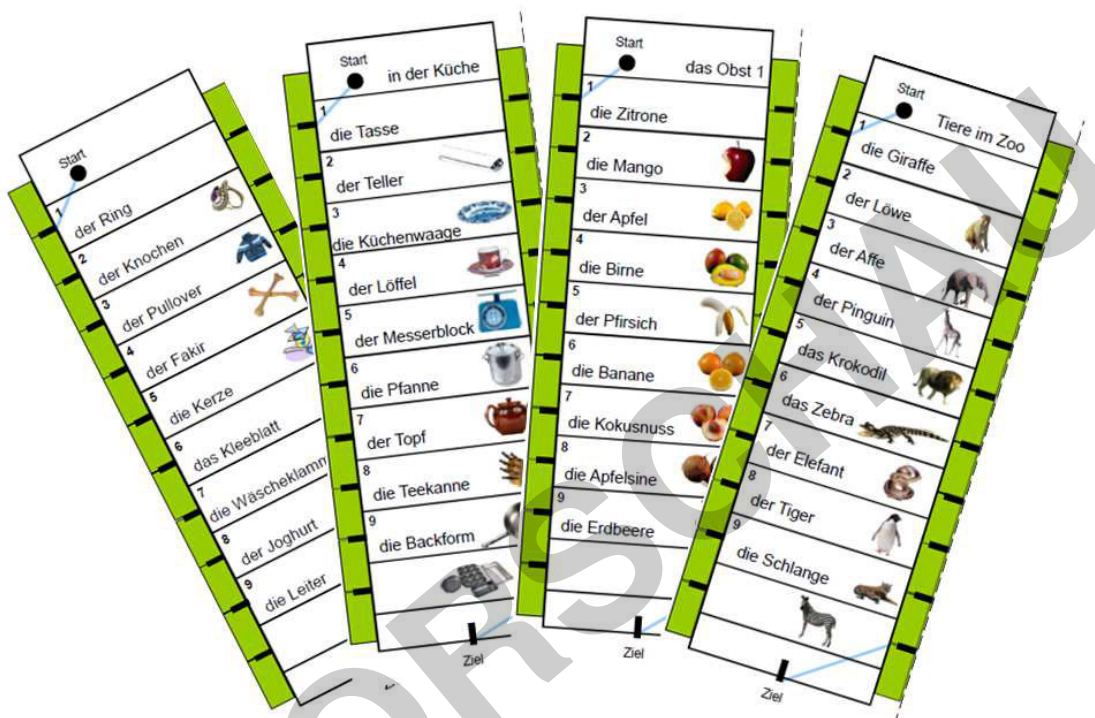 Start
1
der Ring
2
der Knochen
3
der Pullover
4
der Fakir
5
die Kerze
6
das Kleeblatt
7
die Wäscheklamm
8
der Joghurt
9
die Leiter
Start
in der Küche
1
die Tasse
2
der Teller
3
die Küchenwaage
4
der Löffel
5
der Messerblock
6
die Pfanne
7
der Topf
8
die Teekanne
9
die Backform
Ziel
Start
das Obst 1
1
die Zitrone
2
die Mango
3
der Apfel
4
die Birne
5
der Pfirsich
6
die Banane
7
die Kokusnuss
8
die Apfelsine
9
die Erdbeere
Ziel
Start
Tiere im Zoo
1
die Giraffe
2
der Löwe
3
der Affe
4
der Pinguin
5
das Krokodil
6
das Zebra
7
der Elefant
8
der Tiger
9
die Schlange
Ziel
VORSCHAU